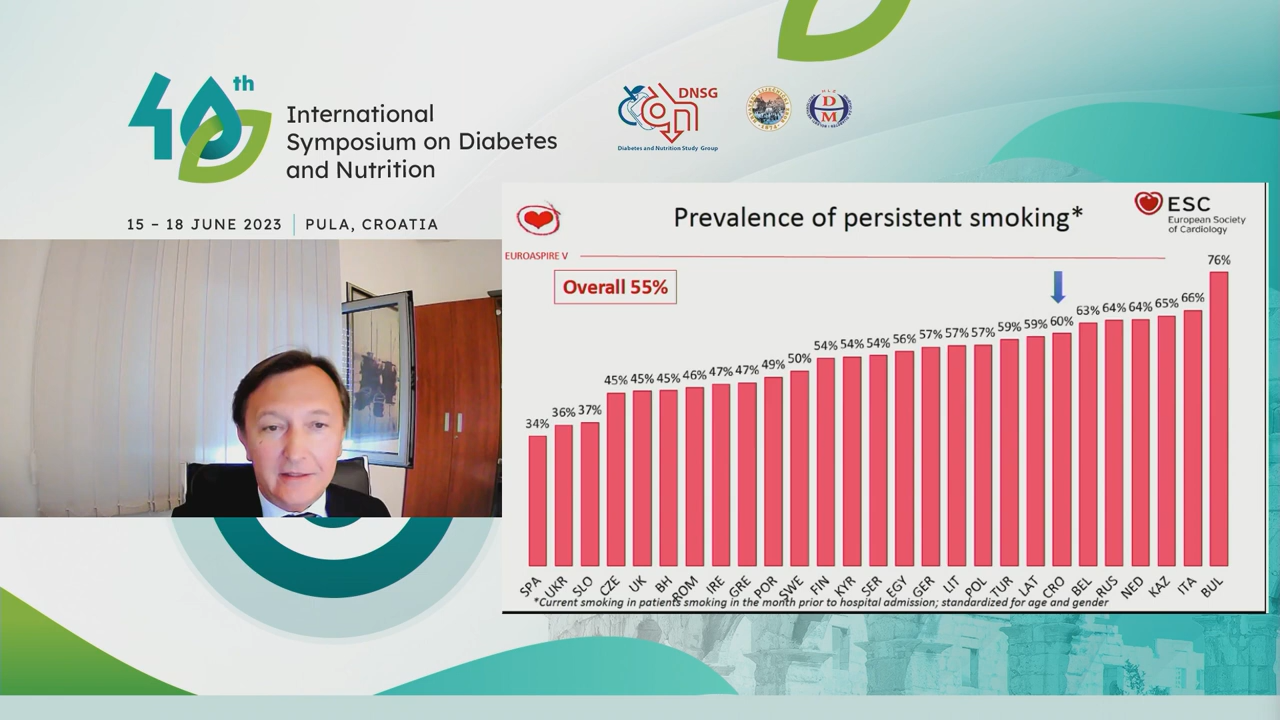 40th
International
Symposium on Diabetes
and Nutrition
15 – 18 JUNE 2023 | PULA, CROATIA
DNSG
Diabetes and Nutrition Study Group
DM
ESC
European Society
of Cardiology
Prevalence of persistent smoking*
EUROASPIRE V
Overall 55%
34% 36% 37% 45% 45% 45% 46% 47% 47% 49% 50% 54% 54% 54% 56% 57% 57% 57% 59% 59% 60% 63% 64% 64% 65% 66% 76%
SPA UKR SLO CZE UK BH ROM IRE GRE POR SWE FIN KYR SER EGY GER LIT POL TUR LAT CRO BEL RUS NED KAZ ITA BUL
*Current smoking in patients smoking in the month prior to hospital admission; standardized for age and gender